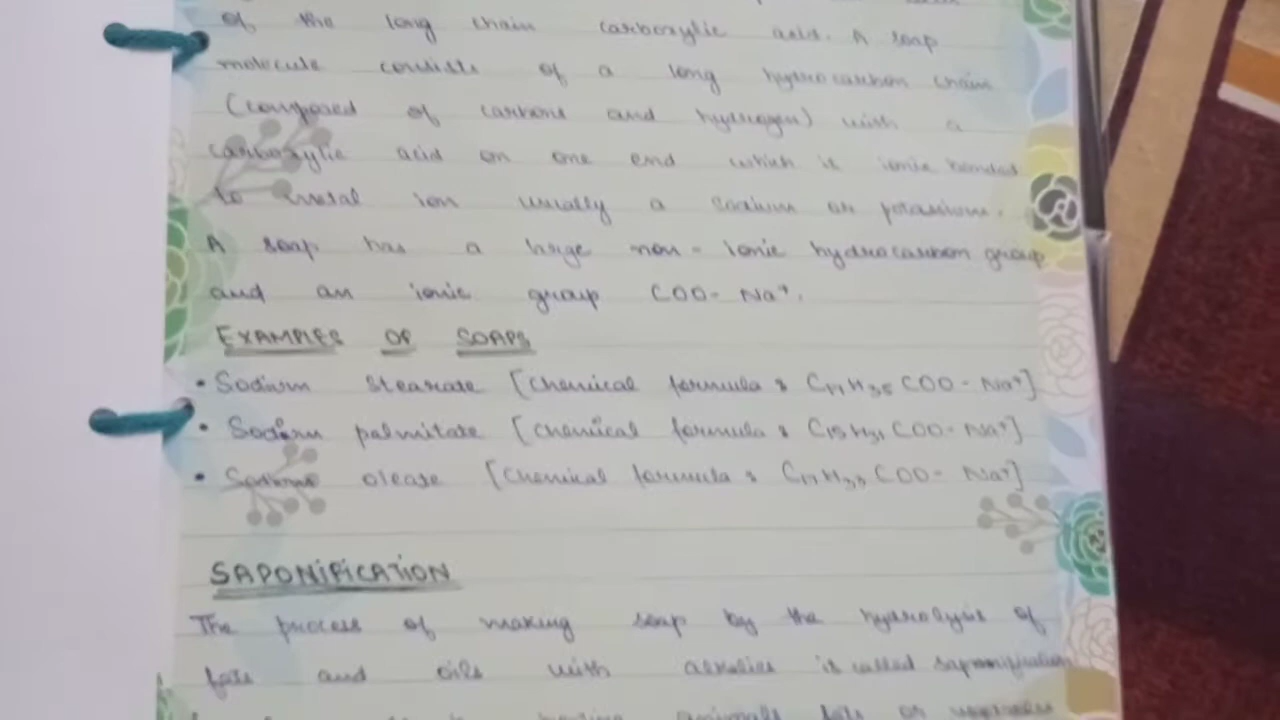 of the long chain carboxylic acid. A soap
molecule consists of a long hydrocarbon chain
(composed of carbons and hydrogen) with a
carboxylic acid on one end which is ionic bonded
to metal ion usually a sodium or potassium.
A soap has a large non-ionic hydrocarbon group
and an ionic group COO- Na⁺.
EXAMPLES OF SOAPS
• Sodium stearate [Chemical formula : C₁₇H₃₅COO-Na⁺]
• Sodium palmitate [Chemical formula : C₁₅H₃₁COO-Na⁺]
• Sodium oleate [Chemical formula : C₁₇H₃₃COO- Na⁺]
SAPONIFICATION
The process of making soap by the hydrolysis of
fats and oils with alkalies is called saponification
animals fats or